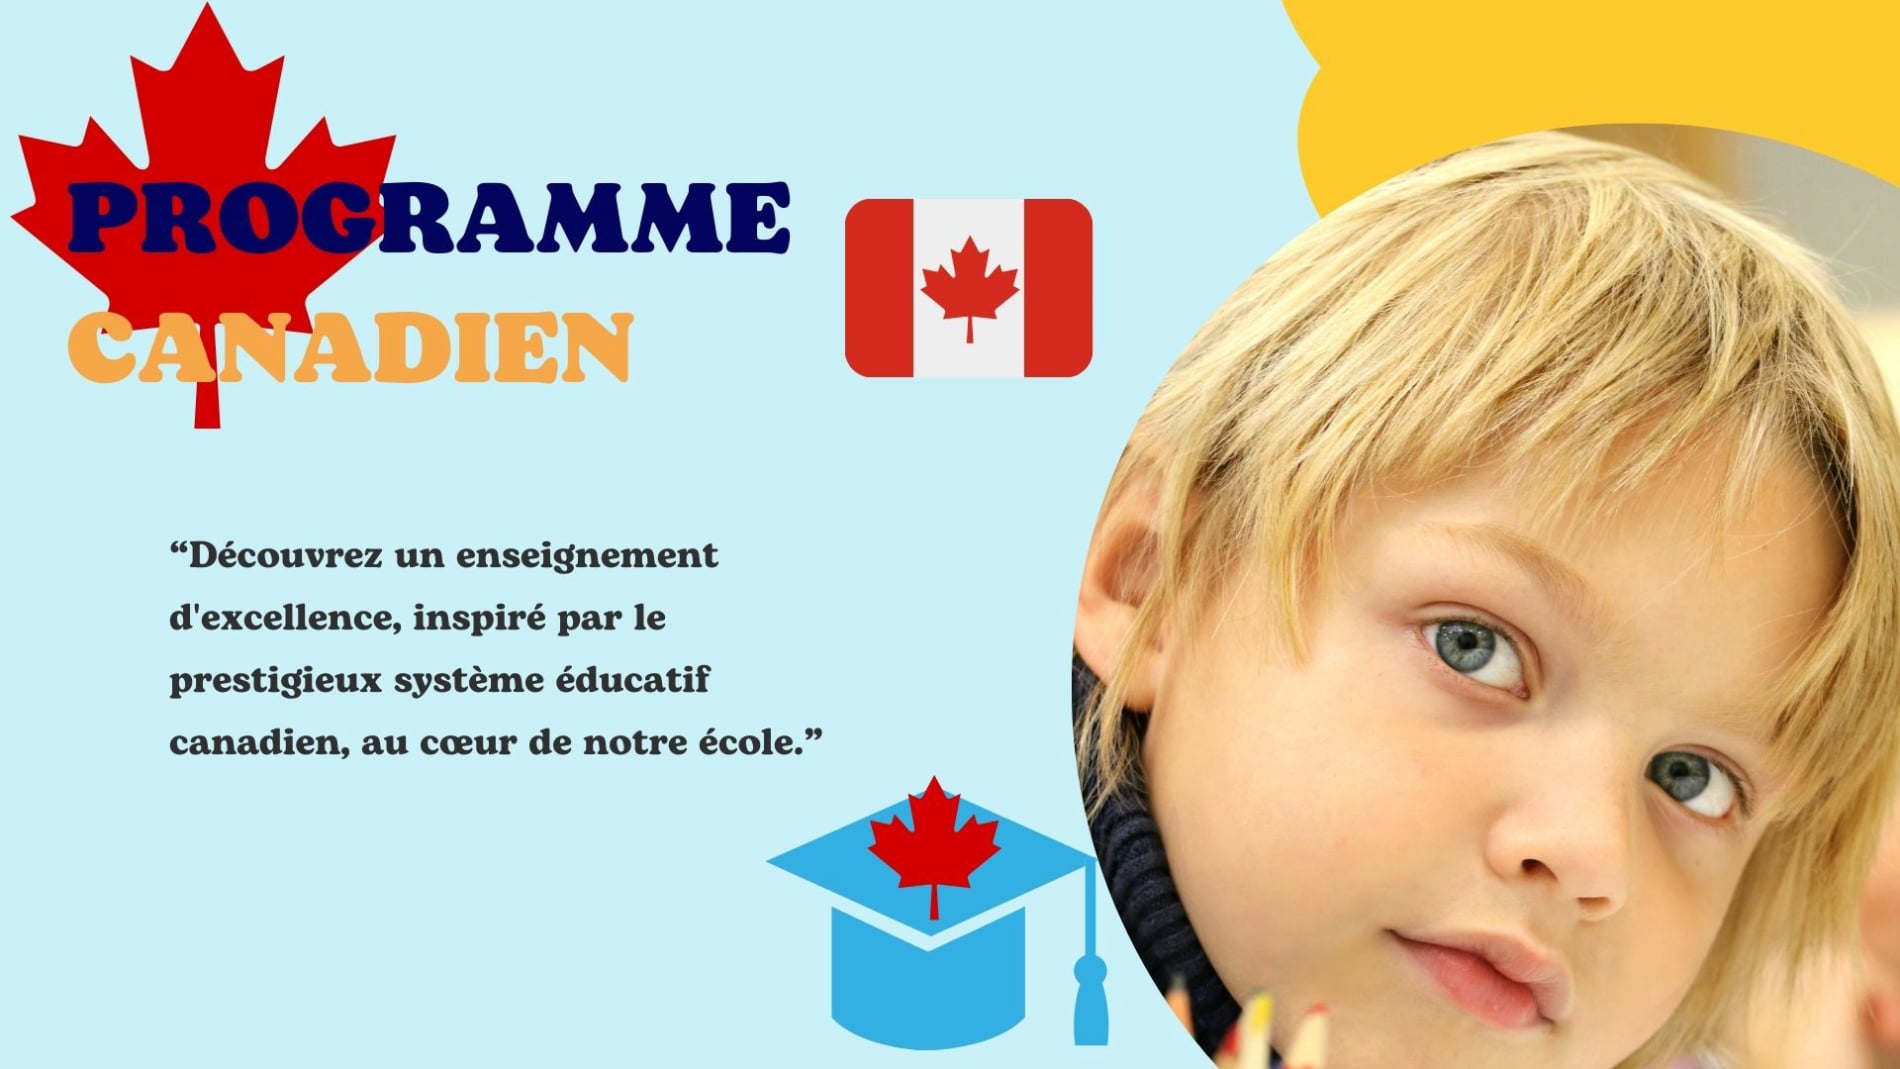 PROGRAMME
CANADIEN
“Découvrez un enseignement
d'excellence, inspiré par le
prestigieux système éducatif
canadien, au cœur de notre école.”